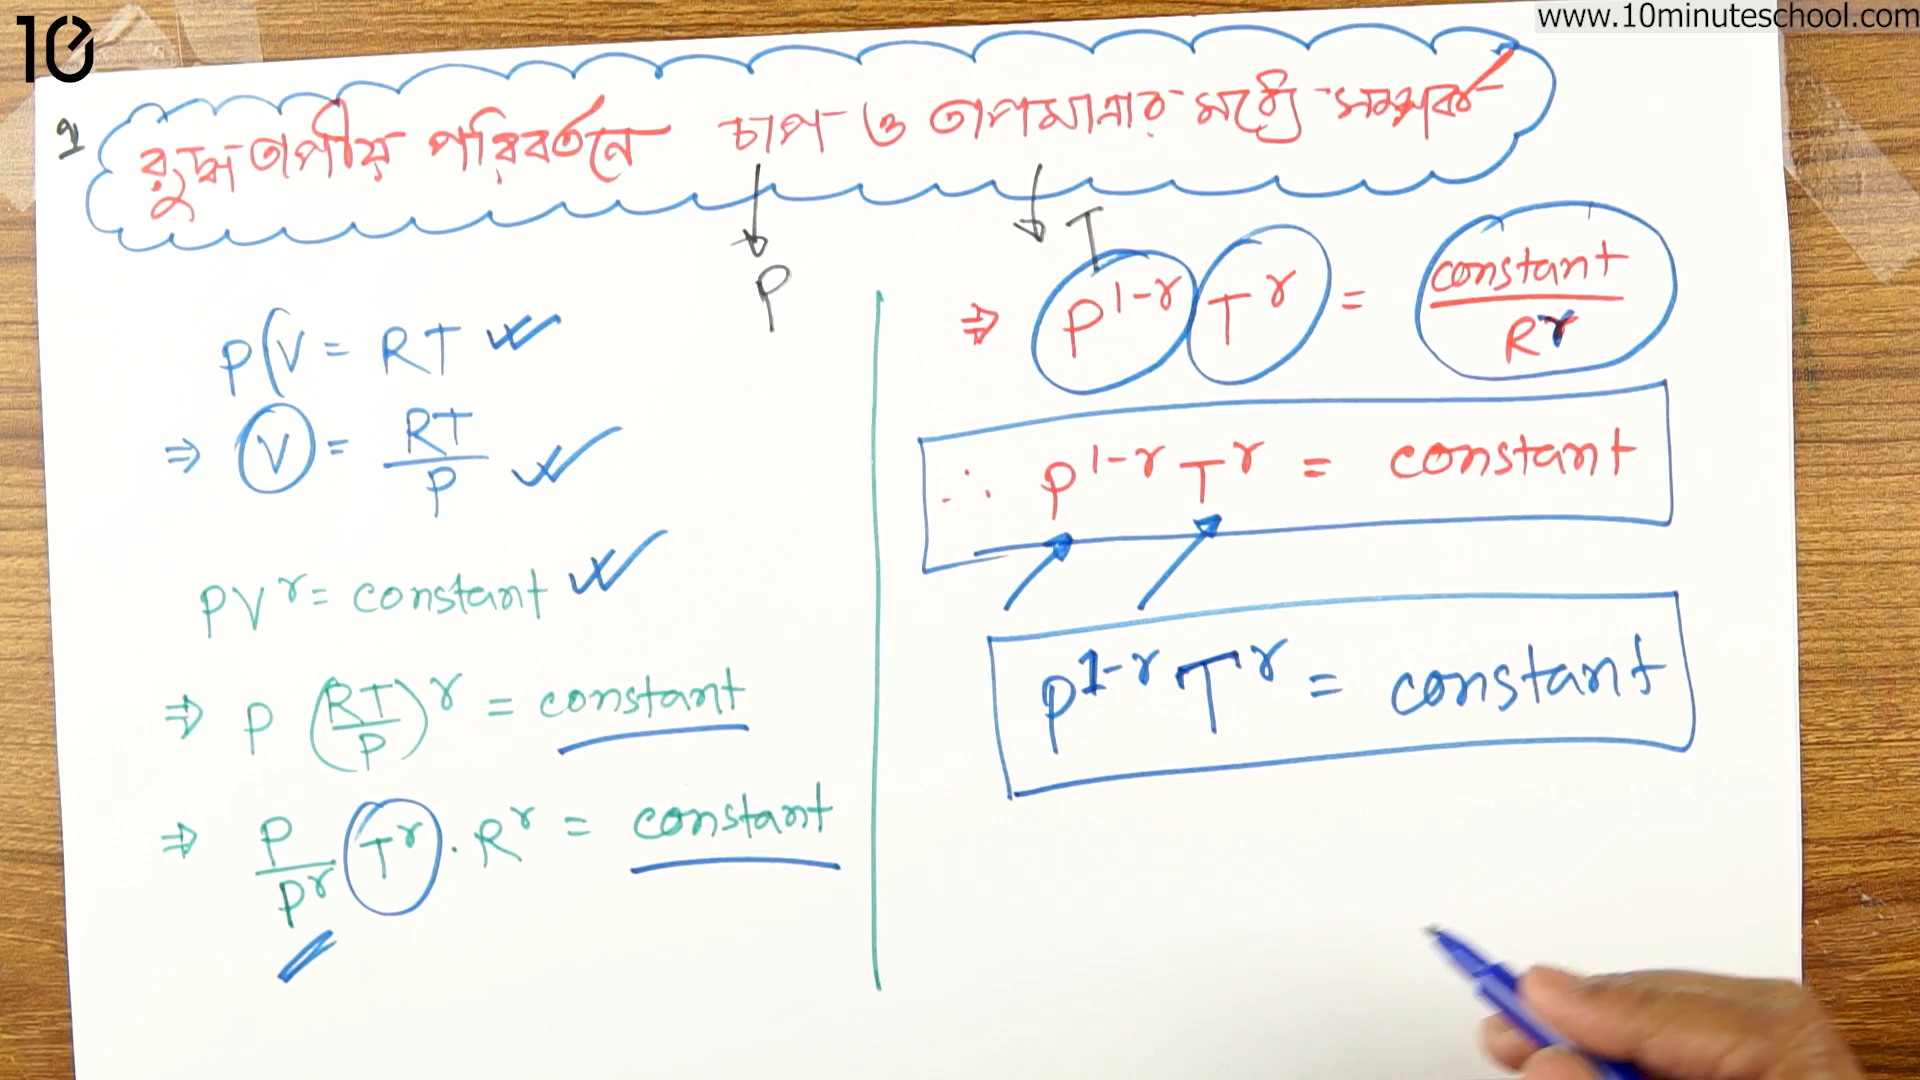 10
www.10minuteschool.com
রুদ্ধতাপীয় পরিবর্তনে চাপ ও তাপমাত্রার মধ্যে সম্পর্ক
P
T
PV = RT
⇒ V = RT/P
PV^γ = constant
⇒ P (RT/P)^γ = constant
⇒ P/P^γ T^γ · R^γ = constant
⇒ P^1-γ T^γ = constant/R^γ
∴ P^1-γ T^γ = constant
P^1-γ T^γ = constant